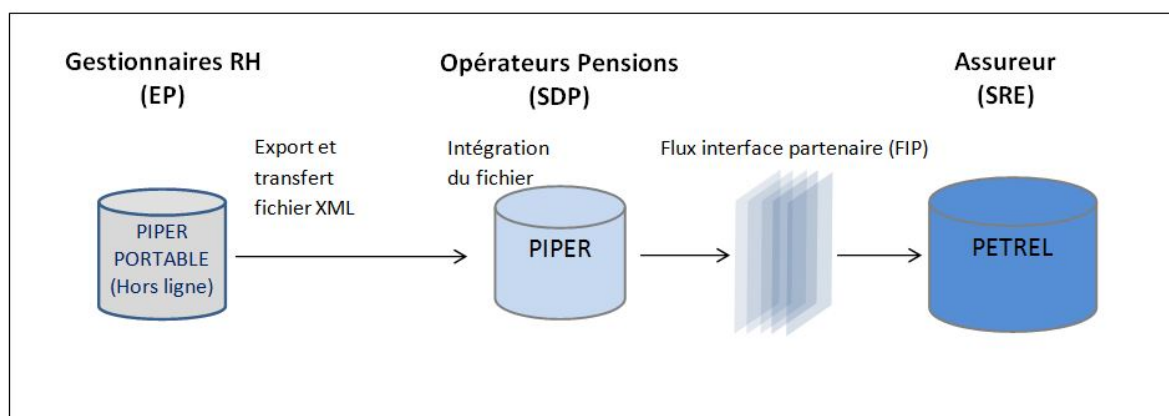 Gestionnaires RH
(EP)
Opérateurs Pensions
(SDP)
Assureur
(SRE)
Export et
transfert
fichier XML
Intégration
du fichier
Flux interface partenaire (FIP)
PIPER
PORTABLE
(Hors ligne)
PIPER
PETREL